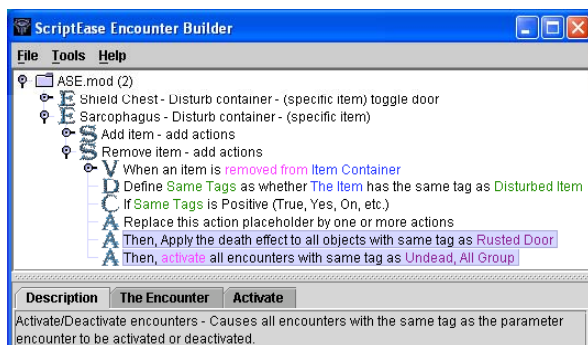 ScriptEase Encounter Builder
File Tools Help
ASE.mod (2)
E Shield Chest - Disturb container - (specific item) toggle door
E Sarcophagus - Disturb container - (specific item)
S Add item - add actions
S Remove item - add actions
V When an item is removed from Item Container
D Define Same Tags as whether The Item has the same tag as Disturbed Item
C If Same Tags is Positive (True, Yes, On, etc.)
A Replace this action placeholder by one or more actions
A Then, Apply the death effect to all objects with same tag as Rusted Door
A Then, activate all encounters with same tag as Undead, All Group
Description The Encounter Activate
Activate/Deactivate encounters - Causes all encounters with the same tag as the parameter
encounter to be activated or deactivated.